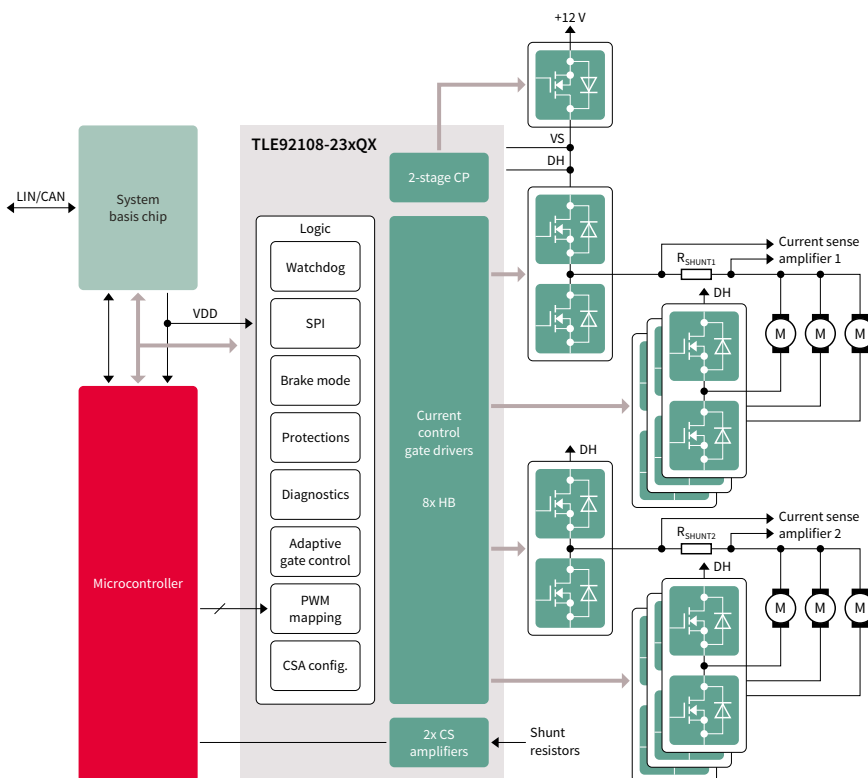 +12 V
VS
DH
TLE92108-23xQX
2-stage CP
System
basis chip
LIN/CAN
VDD
Logic
Watchdog
SPI
Brake mode
Protections
Diagnostics
Adaptive
gate control
PWM
mapping
CSA config.
Microcontroller
Current
control
gate drivers
8x HB
2x CS
amplifiers
Shunt
resistors
RSHUNT1
Current sense
amplifier 1
DH
M
M
M
DH
RSHUNT2
Current sense
amplifier 2
DH
M
M
M